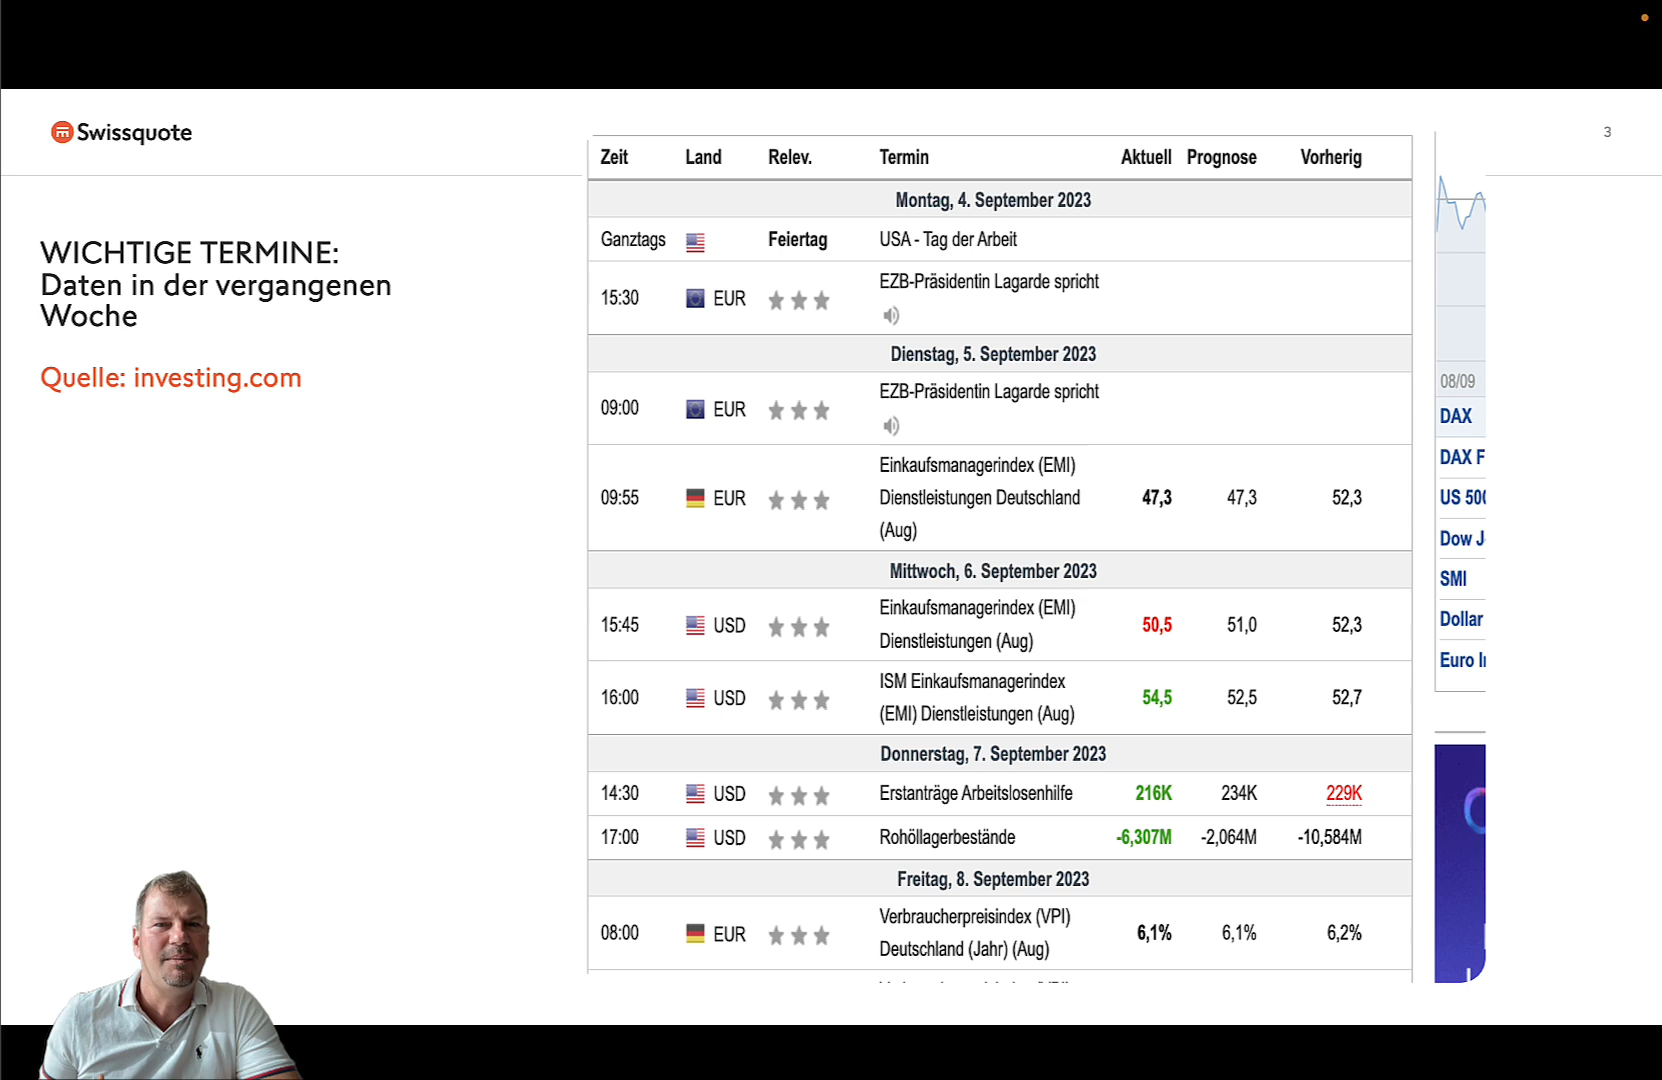 Swissquote
3
WICHTIGE TERMINE:
Daten in der vergangenen
Woche
Quelle: investing.com
Zeit Land Relev. Termin Aktuell Prognose Vorherig
Montag, 4. September 2023
Ganztags Feiertag USA - Tag der Arbeit
15:30 EUR EZB-Präsidentin Lagarde spricht
Dienstag, 5. September 2023
09:00 EUR EZB-Präsidentin Lagarde spricht
Einkaufsmanagerindex (EMI)
09:55 EUR Dienstleistungen Deutschland 47,3 47,3 52,3
(Aug)
Mittwoch, 6. September 2023
Einkaufsmanagerindex (EMI)
15:45 USD 50,5 51,0 52,3
Dienstleistungen (Aug)
ISM Einkaufsmanagerindex
16:00 USD 54,5 52,5 52,7
(EMI) Dienstleistungen (Aug)
Donnerstag, 7. September 2023
14:30 USD Erstanträge Arbeitslosenhilfe 216K 234K 229K
17:00 USD Rohöllagerbestände -6,307M -2,064M -10,584M
Freitag, 8. September 2023
Verbraucherpreisindex (VPI)
08:00 EUR 6,1% 6,1% 6,2%
Deutschland (Jahr) (Aug)
08/09
DAX
DAX F
US 500
Dow J
SMI
Dollar
Euro I